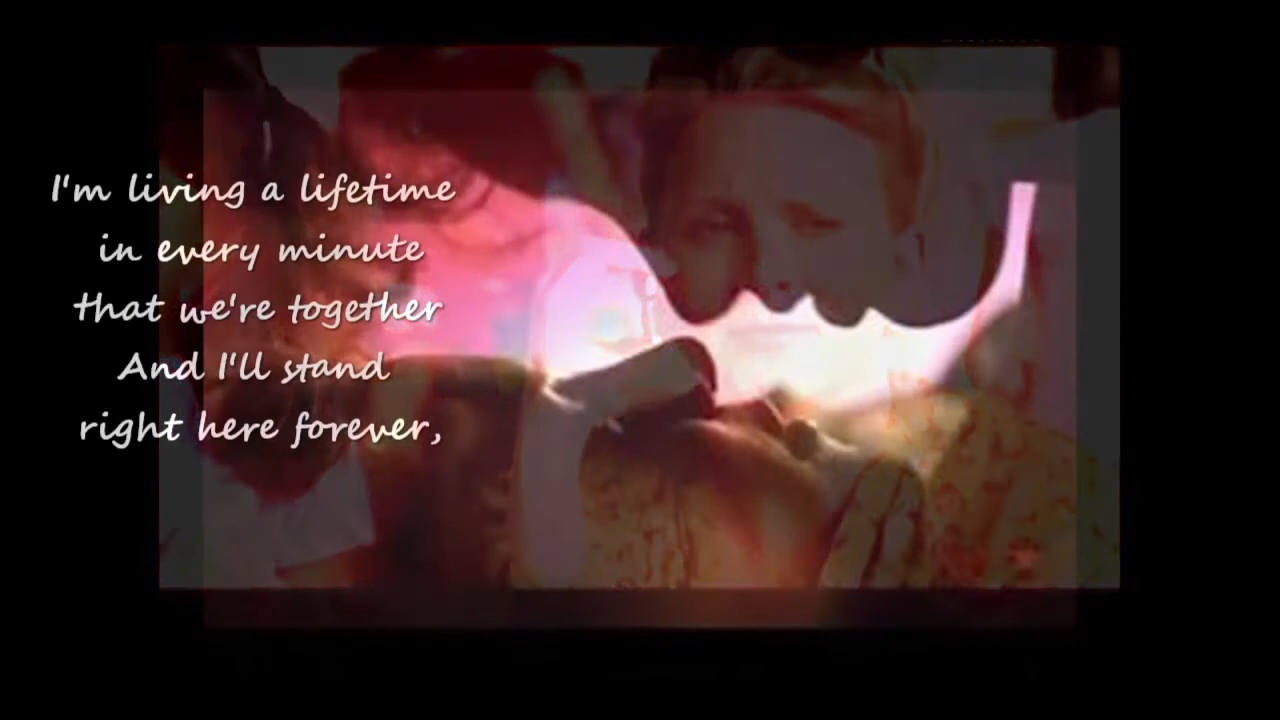 I'm living a lifetime
in every minute
that we're together
And I'll stand
right here forever,